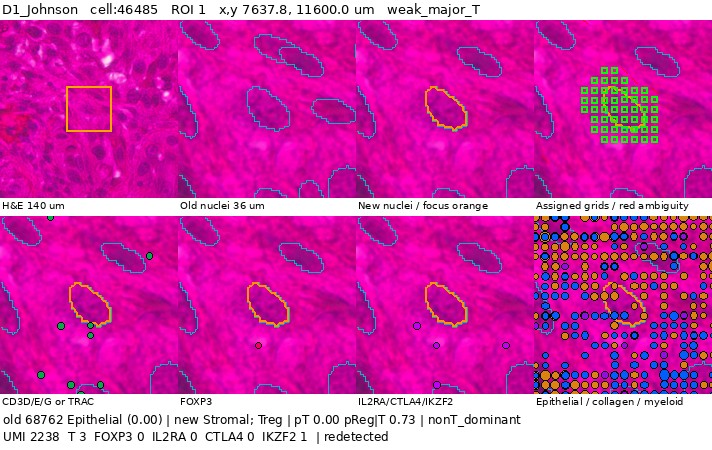 D1_Johnson cell:46485 ROI 1 x,y 7637.8, 11600.0 um weak_major_T
H&E 140 um
Old nuclei 36 um
New nuclei / focus orange
Assigned grids / red ambiguity
CD3D/E/G or TRAC
FOXP3
IL2RA/CTLA4/IKZF2
Epithelial / collagen / myeloid
old 68762 Epithelial (0.00) | new Stromal; Treg | pT 0.00 pReg|T 0.73 | nonT_dominant
UMI 2238 T 3 FOXP3 0 IL2RA 0 CTLA4 0 IKZF2 1 | redetected